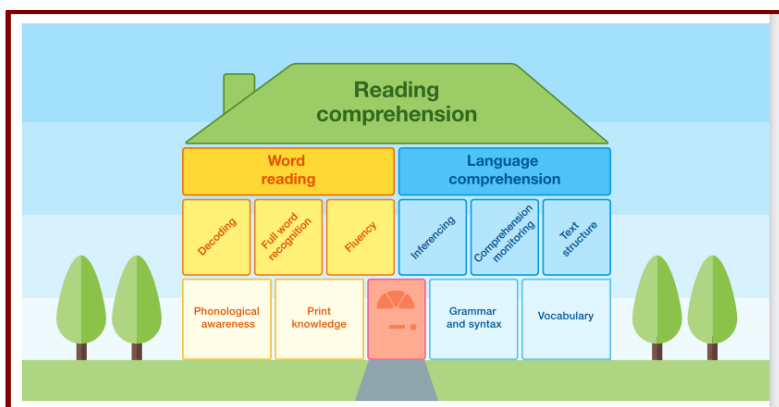 Reading
comprehension
Word
reading
Language
comprehension
Decoding
Full word
recognition
Fluency
Inferencing
Comprehension
monitoring
Text
structure
Phonological
awareness
Print
knowledge
Grammar
and syntax
Vocabulary